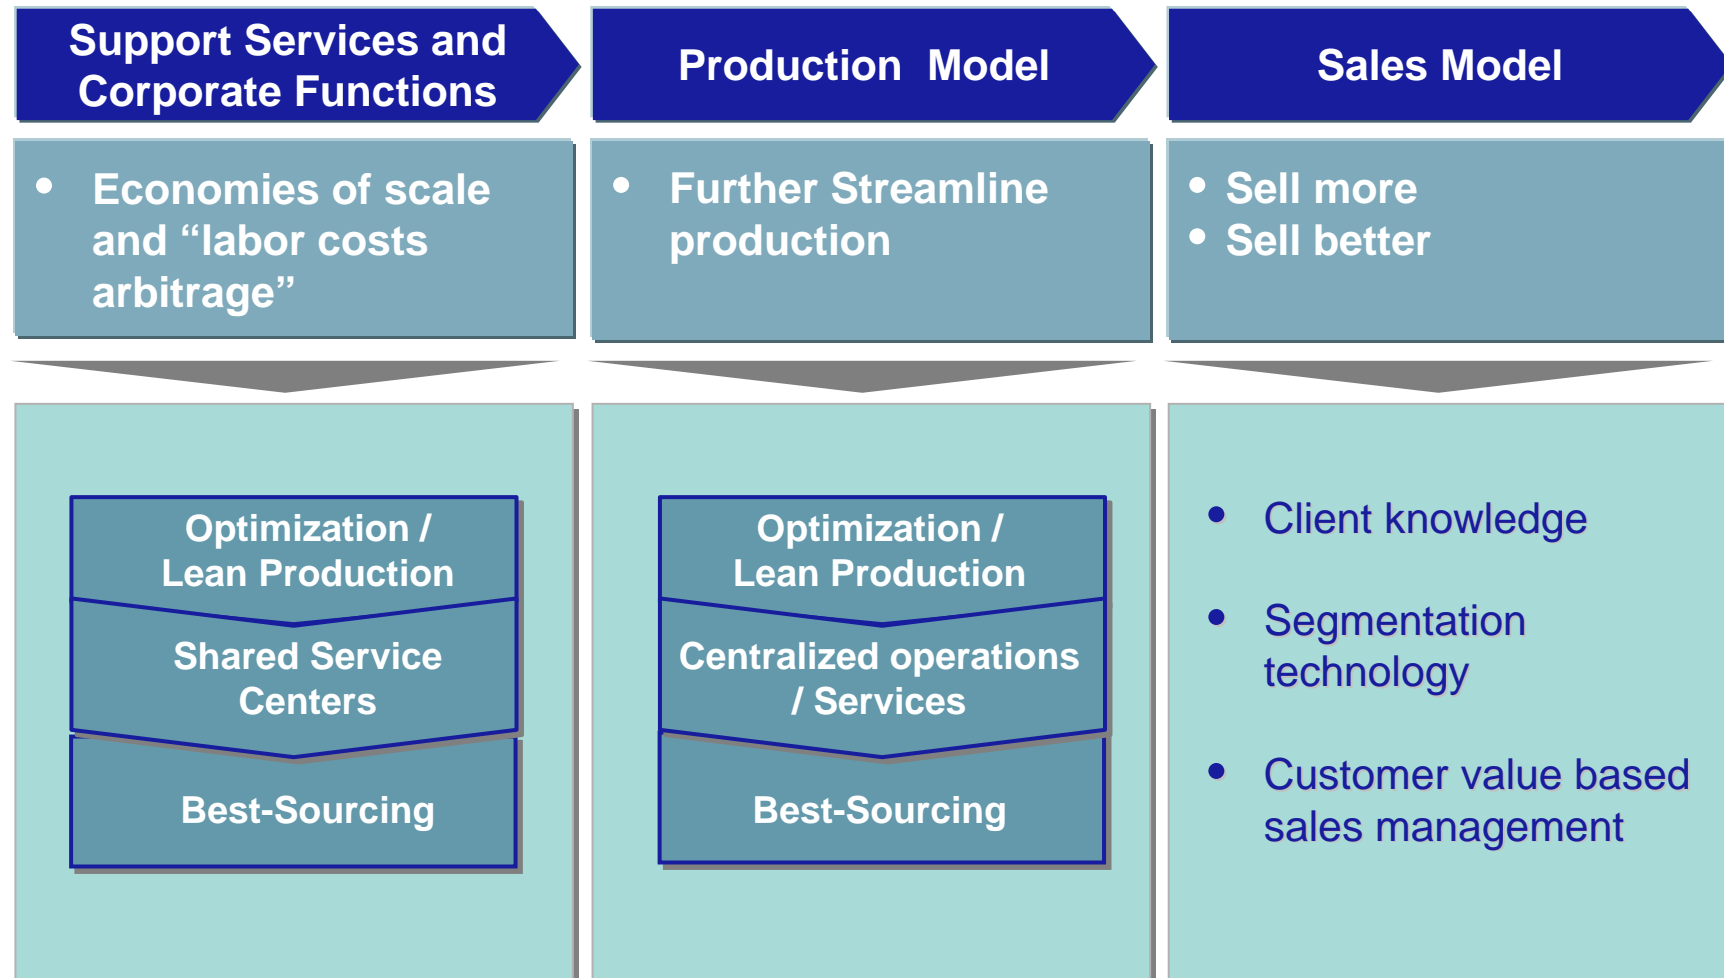 Support Services and
Corporate Functions
Production Model
Sales Model
• Economies of scale
and “labor costs
arbitrage”
• Further Streamline
production
• Sell more
• Sell better
Optimization /
Lean Production
Shared Service
Centers
Best-Sourcing
Optimization /
Lean Production
Centralized operations
/ Services
Best-Sourcing
• Client knowledge
• Segmentation
technology
• Customer value based
sales management